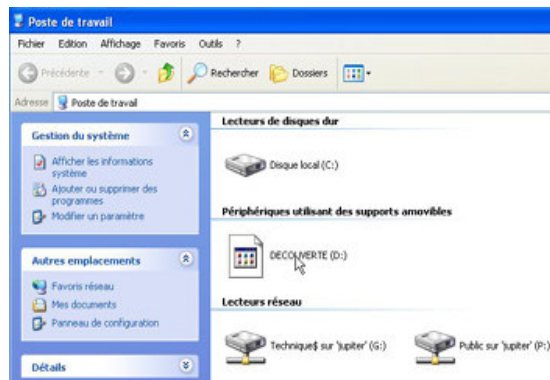 Poste de travail
Fichier Edition Affichage Favoris Outils ?
Précédente Rechercher Dossiers
Adresse Poste de travail
Gestion du système
Afficher les informations
système
Ajouter ou supprimer des
programmes
Modifier un paramètre
Autres emplacements
Favoris réseau
Mes documents
Panneau de configuration
Détails
Lecteurs de disques dur
Disque local (C:)
Périphériques utilisant des supports amovibles
DECOUVERTE (D:)
Lecteurs réseau
Technique$ sur 'jupiter' (G:)
Public sur 'jupiter' (P:)